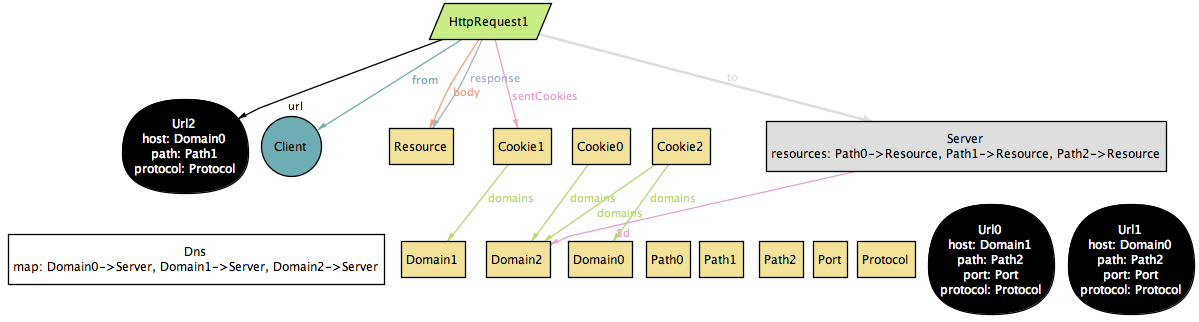 HttpRequest1
from
response
to
body
sentCookies
url
Url2
host: Domain0
path: Path1
protocol: Protocol
Client
Resource
Cookie1
Cookie0
Cookie2
Server
resources: Path0->Resource, Path1->Resource, Path2->Resource
domains
domains
domains
domains
$d
Dns
map: Domain0->Server, Domain1->Server, Domain2->Server
Domain1
Domain2
Domain0
Path0
Path1
Path2
Port
Protocol
Url0
host: Domain1
path: Path2
port: Port
protocol: Protocol
Url1
host: Domain0
path: Path2
port: Port
protocol: Protocol